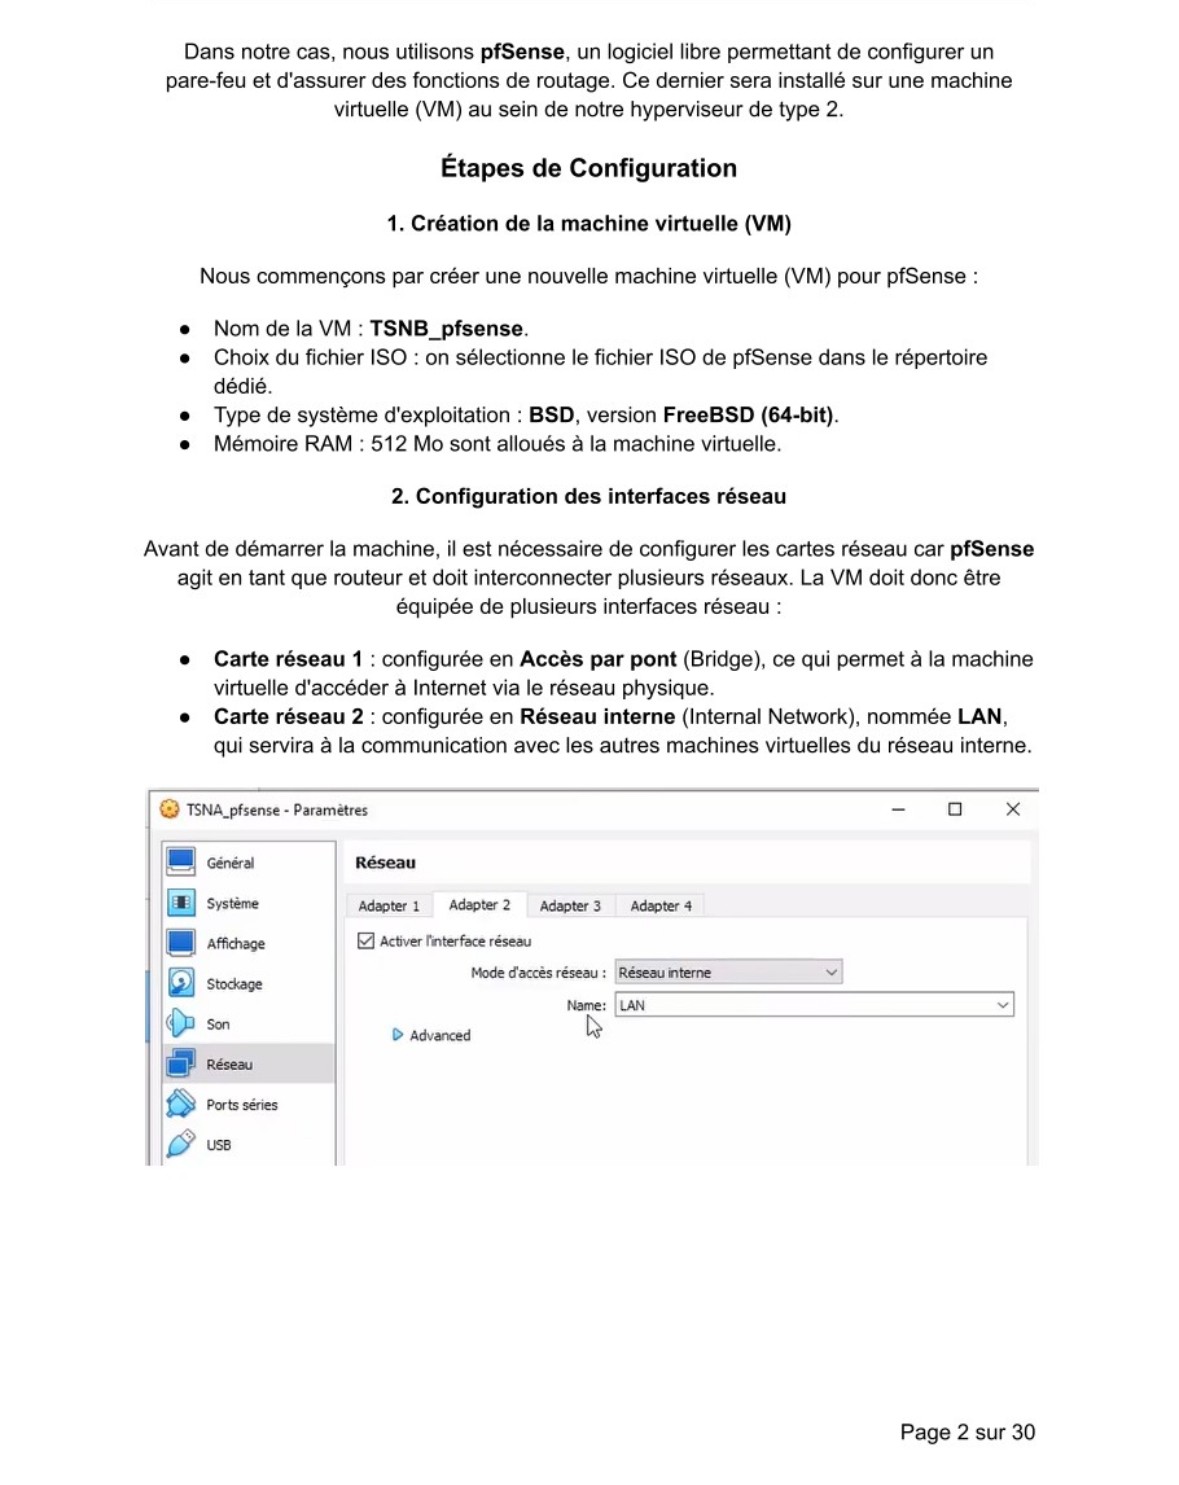 Dans notre cas, nous utilisons pfSense, un logiciel libre permettant de configurer un
pare-feu et d'assurer des fonctions de routage. Ce dernier sera installé sur une machine
virtuelle (VM) au sein de notre hyperviseur de type 2.
Étapes de Configuration
1. Création de la machine virtuelle (VM)
Nous commençons par créer une nouvelle machine virtuelle (VM) pour pfSense :
● Nom de la VM : TSNB_pfsense.
● Choix du fichier ISO : on sélectionne le fichier ISO de pfSense dans le répertoire
dédié.
● Type de système d'exploitation : BSD, version FreeBSD (64-bit).
● Mémoire RAM : 512 Mo sont alloués à la machine virtuelle.
2. Configuration des interfaces réseau
Avant de démarrer la machine, il est nécessaire de configurer les cartes réseau car pfSense
agit en tant que routeur et doit interconnecter plusieurs réseaux. La VM doit donc être
équipée de plusieurs interfaces réseau :
● Carte réseau 1 : configurée en Accès par pont (Bridge), ce qui permet à la machine
virtuelle d'accéder à Internet via le réseau physique.
● Carte réseau 2 : configurée en Réseau interne (Internal Network), nommée LAN,
qui servira à la communication avec les autres machines virtuelles du réseau interne.
TSNA_pfsense - Paramètres
Général
Système
Affichage
Stockage
Son
Réseau
Ports séries
USB
Réseau
Adapter 1 Adapter 2 Adapter 3 Adapter 4
Activer l'interface réseau
Mode d'accès réseau : Réseau interne
Name: LAN
Advanced
Page 2 sur 30